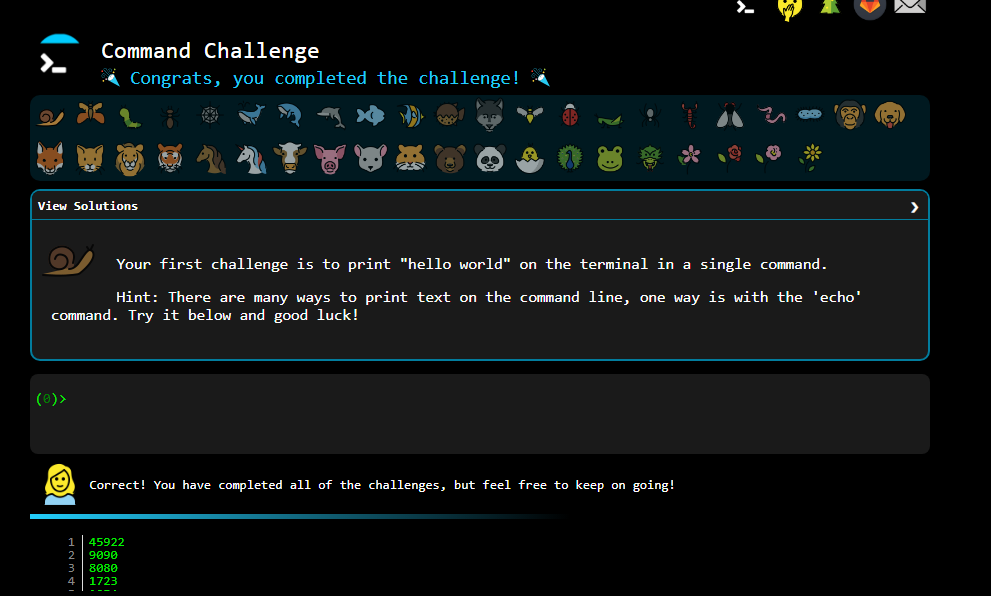 Command Challenge
Congrats, you completed the challenge!
View Solutions
Your first challenge is to print "hello world" on the terminal in a single command.
Hint: There are many ways to print text on the command line, one way is with the 'echo'
command. Try it below and good luck!
(0)>
Correct! You have completed all of the challenges, but feel free to keep on going!
1 45922
2 9090
3 8080
4 1723